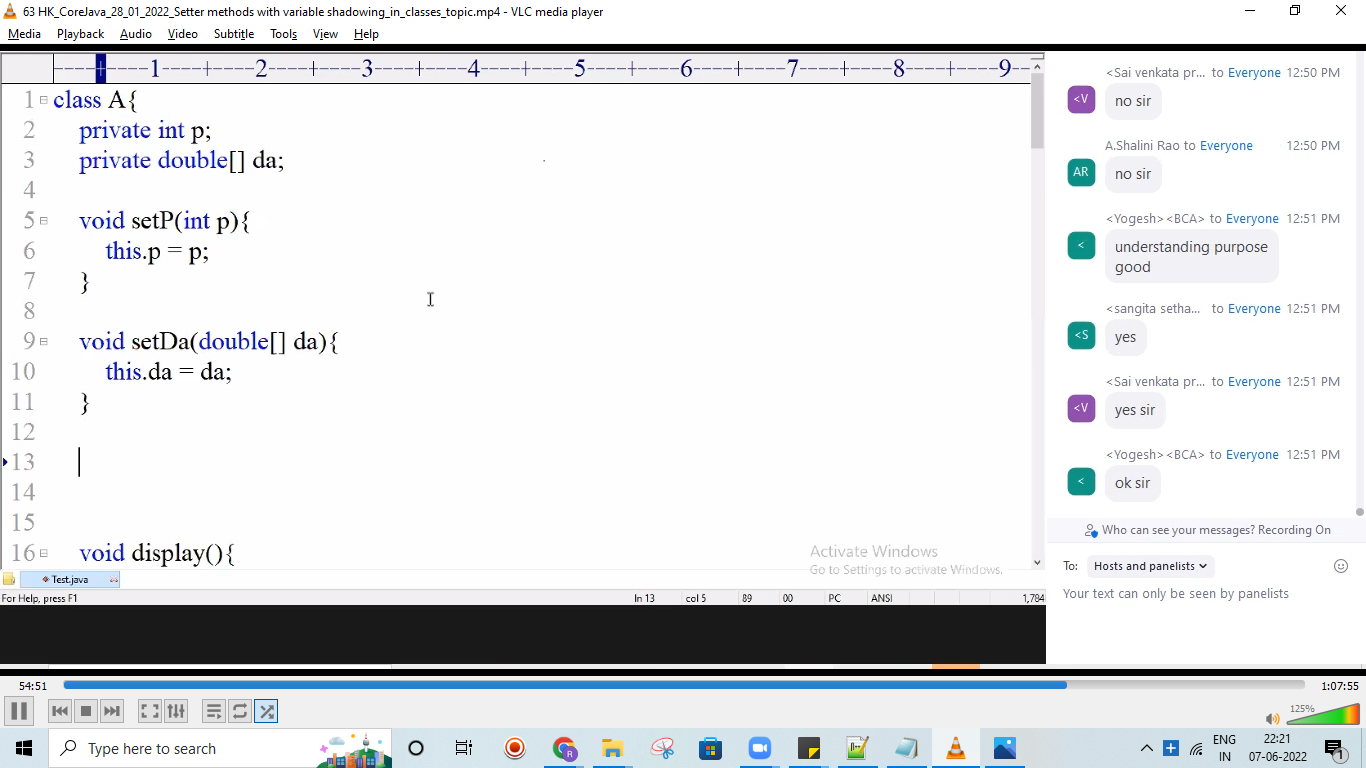 63 HK_CoreJava_28_01_2022_Setter methods with variable shadowing_in_classes_topic.mp4 - VLC media player
Media Playback Audio Video Subtitle Tools View Help
----+----1----+----2----+----3----+----4----+----5----+----6----+----7----+----8----+----9--
1 class A{
2 private int p;
3 private double[] da;
4
5 void setP(int p){
6 this.p = p;
7 }
8
9 void setDa(double[] da){
10 this.da = da;
11 }
12
13
14
15
16 void display(){
Test.java
For Help, press F1
ln 13 col 5 89 00 PC ANSI 1,784
Activate Windows
Go to Settings to activate Windows.
<Sai venkata pr... to Everyone 12:50 PM
<V
no sir
A.Shalini Rao to Everyone 12:50 PM
AR
no sir
<Yogesh><BCA> to Everyone 12:51 PM
<
understanding purpose
good
<sangita setha... to Everyone 12:51 PM
<S
yes
<Sai venkata pr... to Everyone 12:51 PM
<V
yes sir
<Yogesh><BCA> to Everyone 12:51 PM
<
ok sir
Who can see your messages? Recording On
To: Hosts and panelists
Your text can only be seen by panelists
54:51 1:07:55
125%
Type here to search
R
ENG
IN
22:21
07-06-2022
1